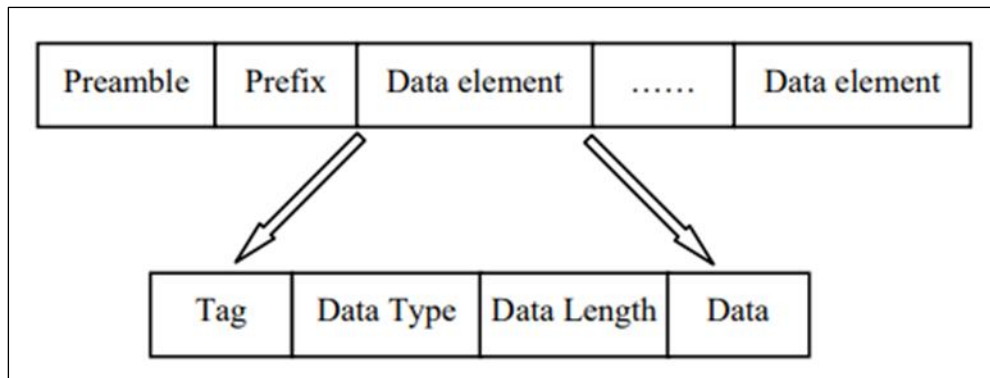 Preamble Prefix Data element ...... Data element
Tag Data Type Data Length Data